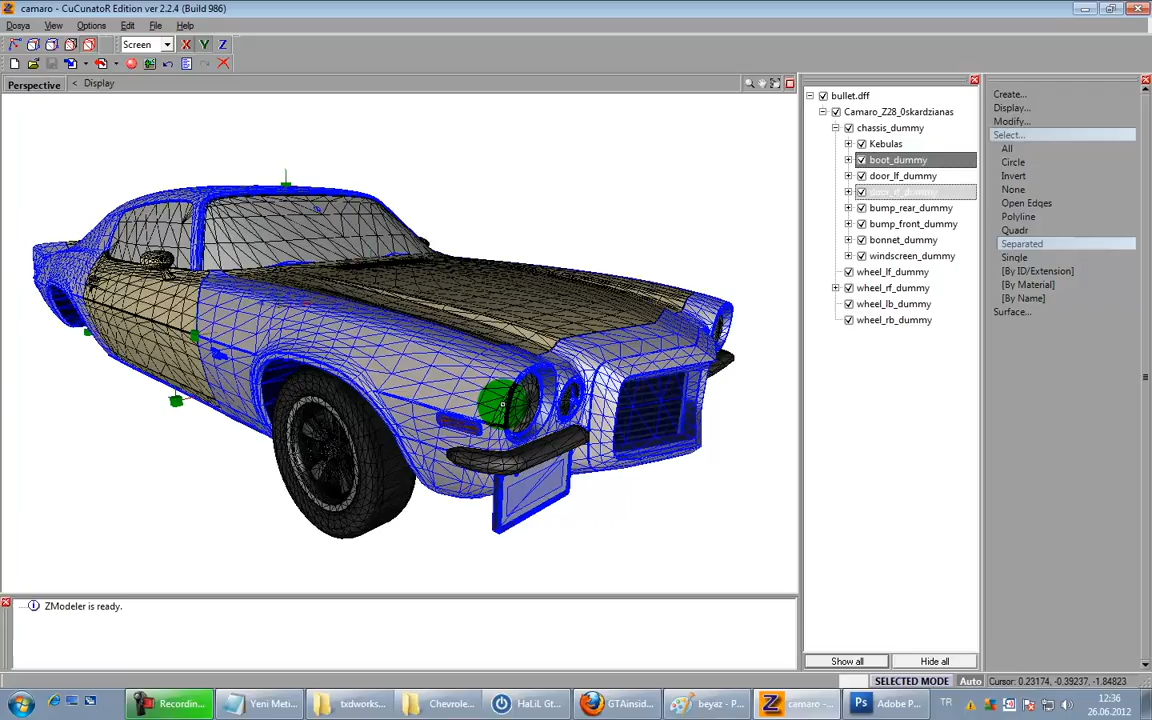 camaro - CuCunatoR Edition ver 2.2.4 (Build 986)
Dosya View Options Edit File Help
Screen X Y Z
Perspective < Display
bullet.dff
Camaro_Z28_0skardzianas
chassis_dummy
Kebulas
boot_dummy
door_lf_dummy
door_rf_dummy
bump_rear_dummy
bump_front_dummy
bonnet_dummy
windscreen_dummy
wheel_lf_dummy
wheel_rf_dummy
wheel_lb_dummy
wheel_rb_dummy
Show all Hide all
Create...
Display...
Modify...
Select...
All
Circle
Invert
None
Open Edges
Polyline
Quadr
Separated
Single
[By ID/Extension]
[By Material]
[By Name]
Surface...
ZModeler is ready.
SELECTED MODE Auto Cursor: 0.23174, -0.39237, -1.84823
Recordin... Yeni Meti... txdworks... Chevrole... HaLiL Gt... GTAinsid... beyaz - P... camaro -... Adobe P... TR 12:36
26.06.2012